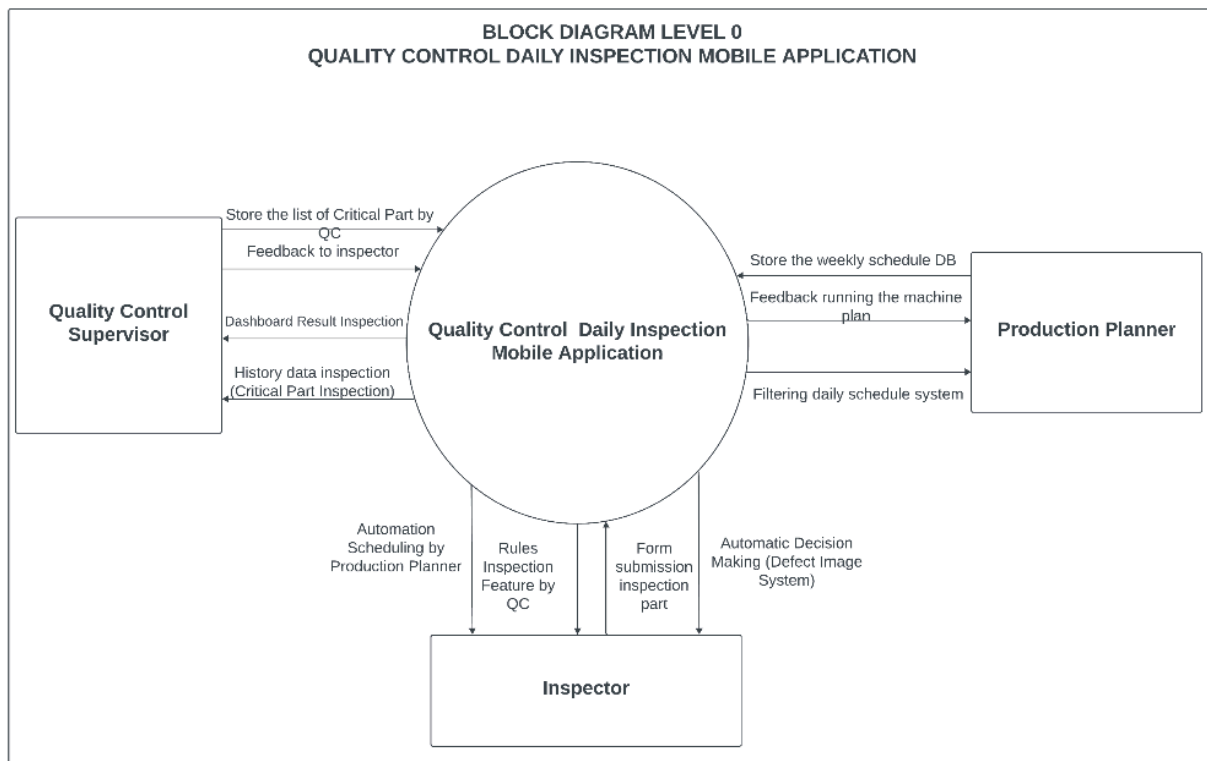 BLOCK DIAGRAM LEVEL 0
QUALITY CONTROL DAILY INSPECTION MOBILE APPLICATION
Store the list of Critical Part by
QC
Feedback to inspector
Dashboard Result Inspection
History data inspection
(Critical Part Inspection)
Quality Control
Supervisor
Quality Control Daily Inspection
Mobile Application
Store the weekly schedule DB
Feedback running the machine
plan
Filtering daily schedule system
Production Planner
Automation
Scheduling by
Production Planner
Rules
Inspection
Feature by
QC
Form
submission
inspection
part
Automatic Decision
Making (Defect Image
System)
Inspector